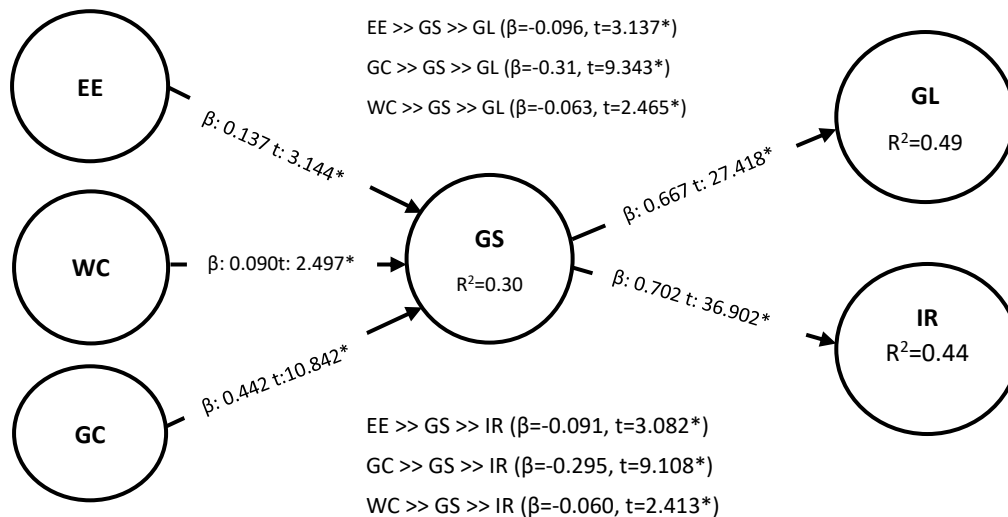 EE >> GS >> GL (β=-0.096, t=3.137*)
GC >> GS >> GL (β=-0.31, t=9.343*)
WC >> GS >> GL (β=-0.063, t=2.465*)
EE
β: 0.137 t: 3.144*
WC
β: 0.090t: 2.497*
GC
β: 0.442 t:10.842*
GS
R²=0.30
β: 0.667 t: 27.418*
β: 0.702 t: 36.902*
GL
R²=0.49
IR
R²=0.44
EE >> GS >> IR (β=-0.091, t=3.082*)
GC >> GS >> IR (β=-0.295, t=9.108*)
WC >> GS >> IR (β=-0.060, t=2.413*)